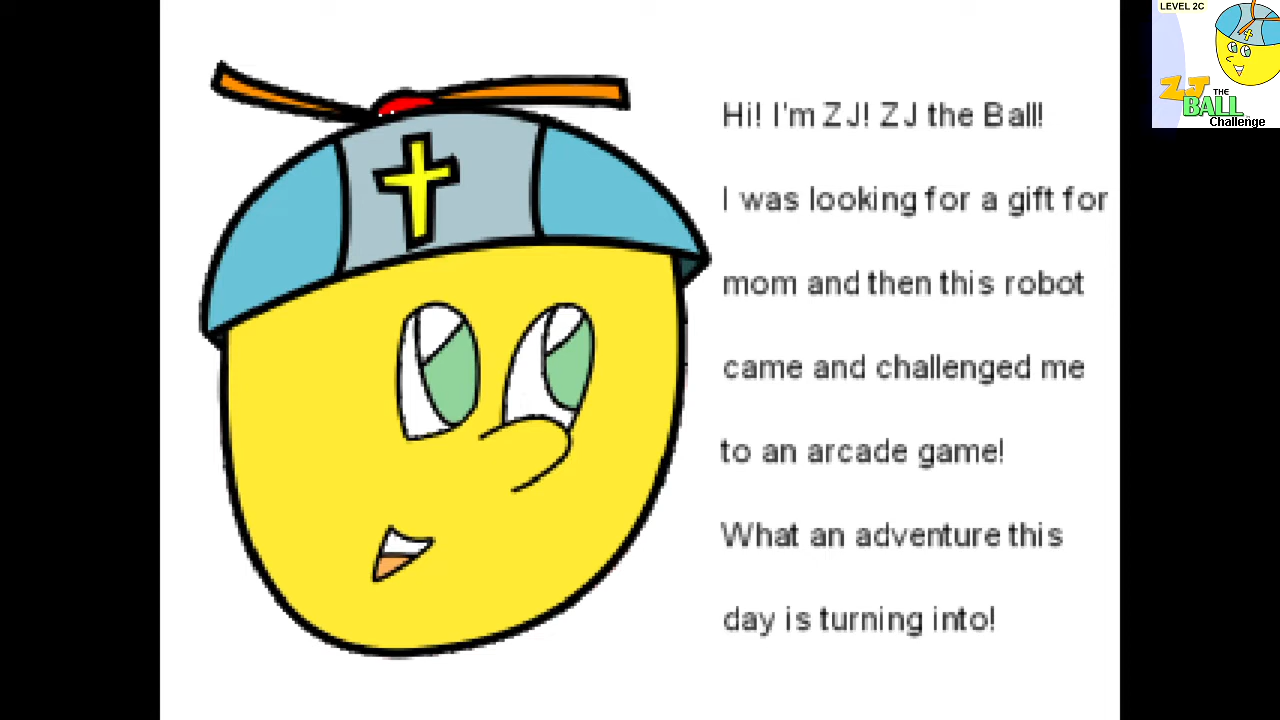 Hi! I'm ZJ! ZJ the Ball!
I was looking for a gift for
mom and then this robot
came and challenged me
to an arcade game!
What an adventure this
day is turning into!
LEVEL 2C
ZJ THE
BALL
Challenge